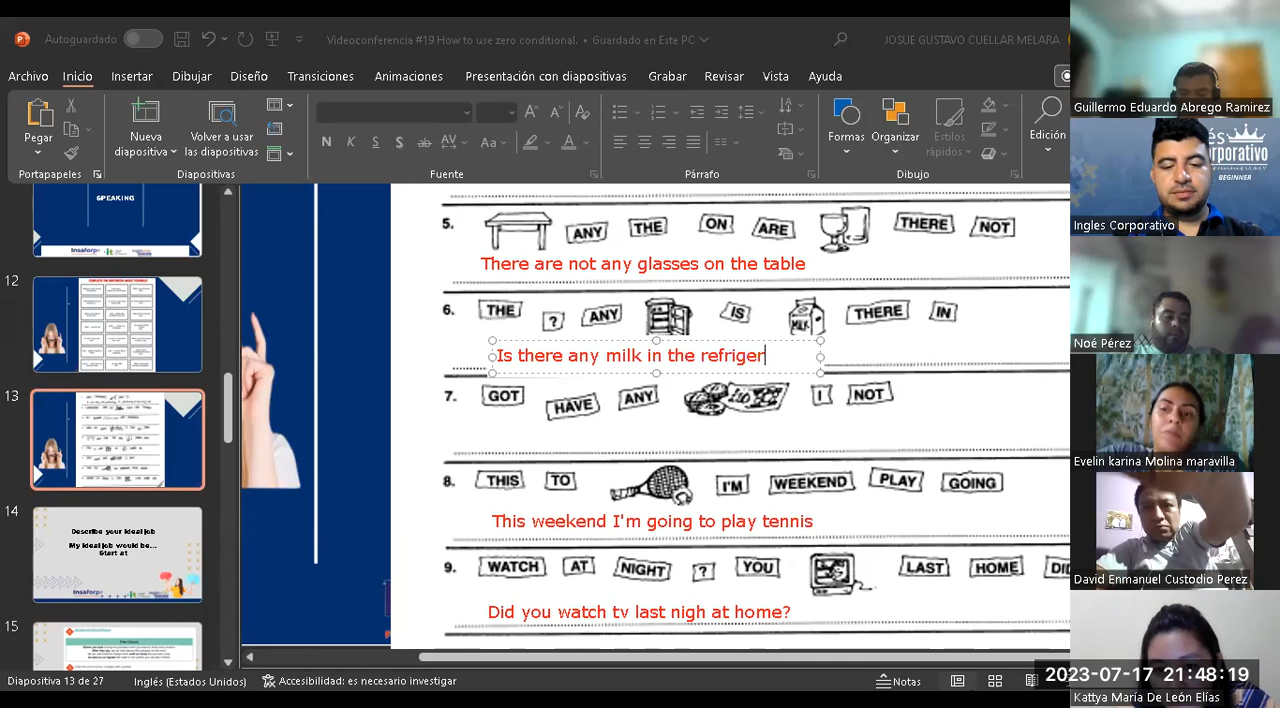 Autoguardado
Videoconferencia #19 How to use zero conditional. • Guardado en Este PC
JOSUE GUSTAVO CUELLAR MELARA
Archivo Inicio Insertar Dibujar Diseño Transiciones Animaciones Presentación con diapositivas Grabar Revisar Vista Ayuda
Pegar
Nueva diapositiva
Volver a usar las diapositivas
N K S S ab AV Aa A
Formas
Organizar
Estilos rápidos
Edición
Portapapeles Diapositivas Fuente Párrafo Dibujo
SPEAKING
Insaforp
12
13
14
Describe your ideal job
My ideal job would be...
Start at
Insaforp
15
5. ANY THE ON ARE THERE NOT
There are not any glasses on the table
6. THE ? ANY IS MILK THERE IN
Is there any milk in the refriger
7. GOT HAVE ANY I NOT
8. THIS TO I'M WEEKEND PLAY GOING
This weekend I'm going to play tennis
9. WATCH AT NIGHT ? YOU LAST HOME DI
Did you watch tv last nigh at home?
Diapositiva 13 de 27 Inglés (Estados Unidos) Accesibilidad: es necesario investigar Notas
Guillermo Eduardo Abrego Ramirez
és
orporativo
BEGINNER
Ingles Corporativo
Noé Pérez
Evelin karina Molina maravilla
David Enmanuel Custodio Perez
2023-07-17 21:48:19
Kattya María De León Elías